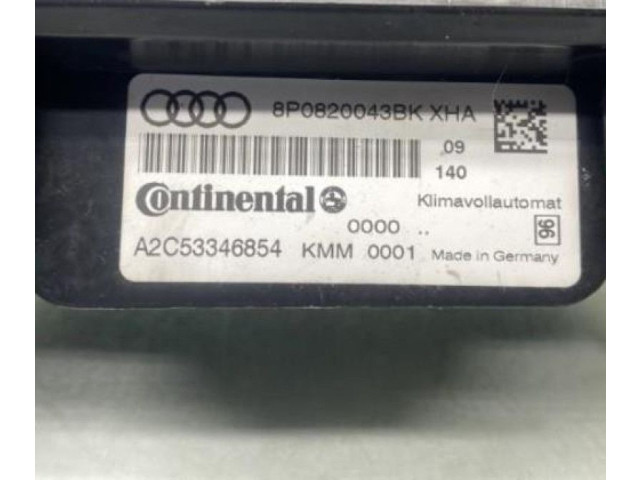 8P0820043BK XHA
09
140
Continental
Klimavollautomat
0000 ..
96
A2C53346854 KMM 0001 Made in Germany